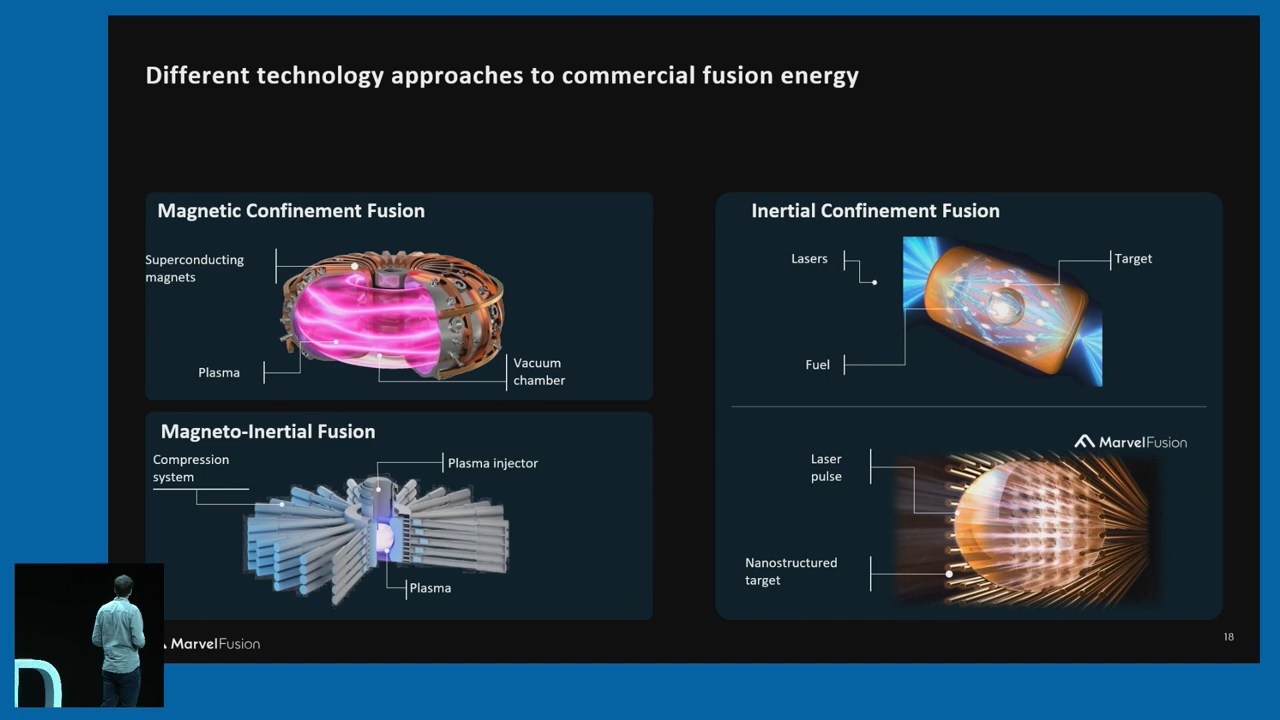 Different technology approaches to commercial fusion energy
Magnetic Confinement Fusion
Superconducting
magnets
Plasma
Vacuum
chamber
Magneto-Inertial Fusion
Compression
system
Plasma injector
Plasma
Inertial Confinement Fusion
Lasers
Target
Fuel
MarvelFusion
Laser
pulse
Nanostructured
target
MarvelFusion
18
D